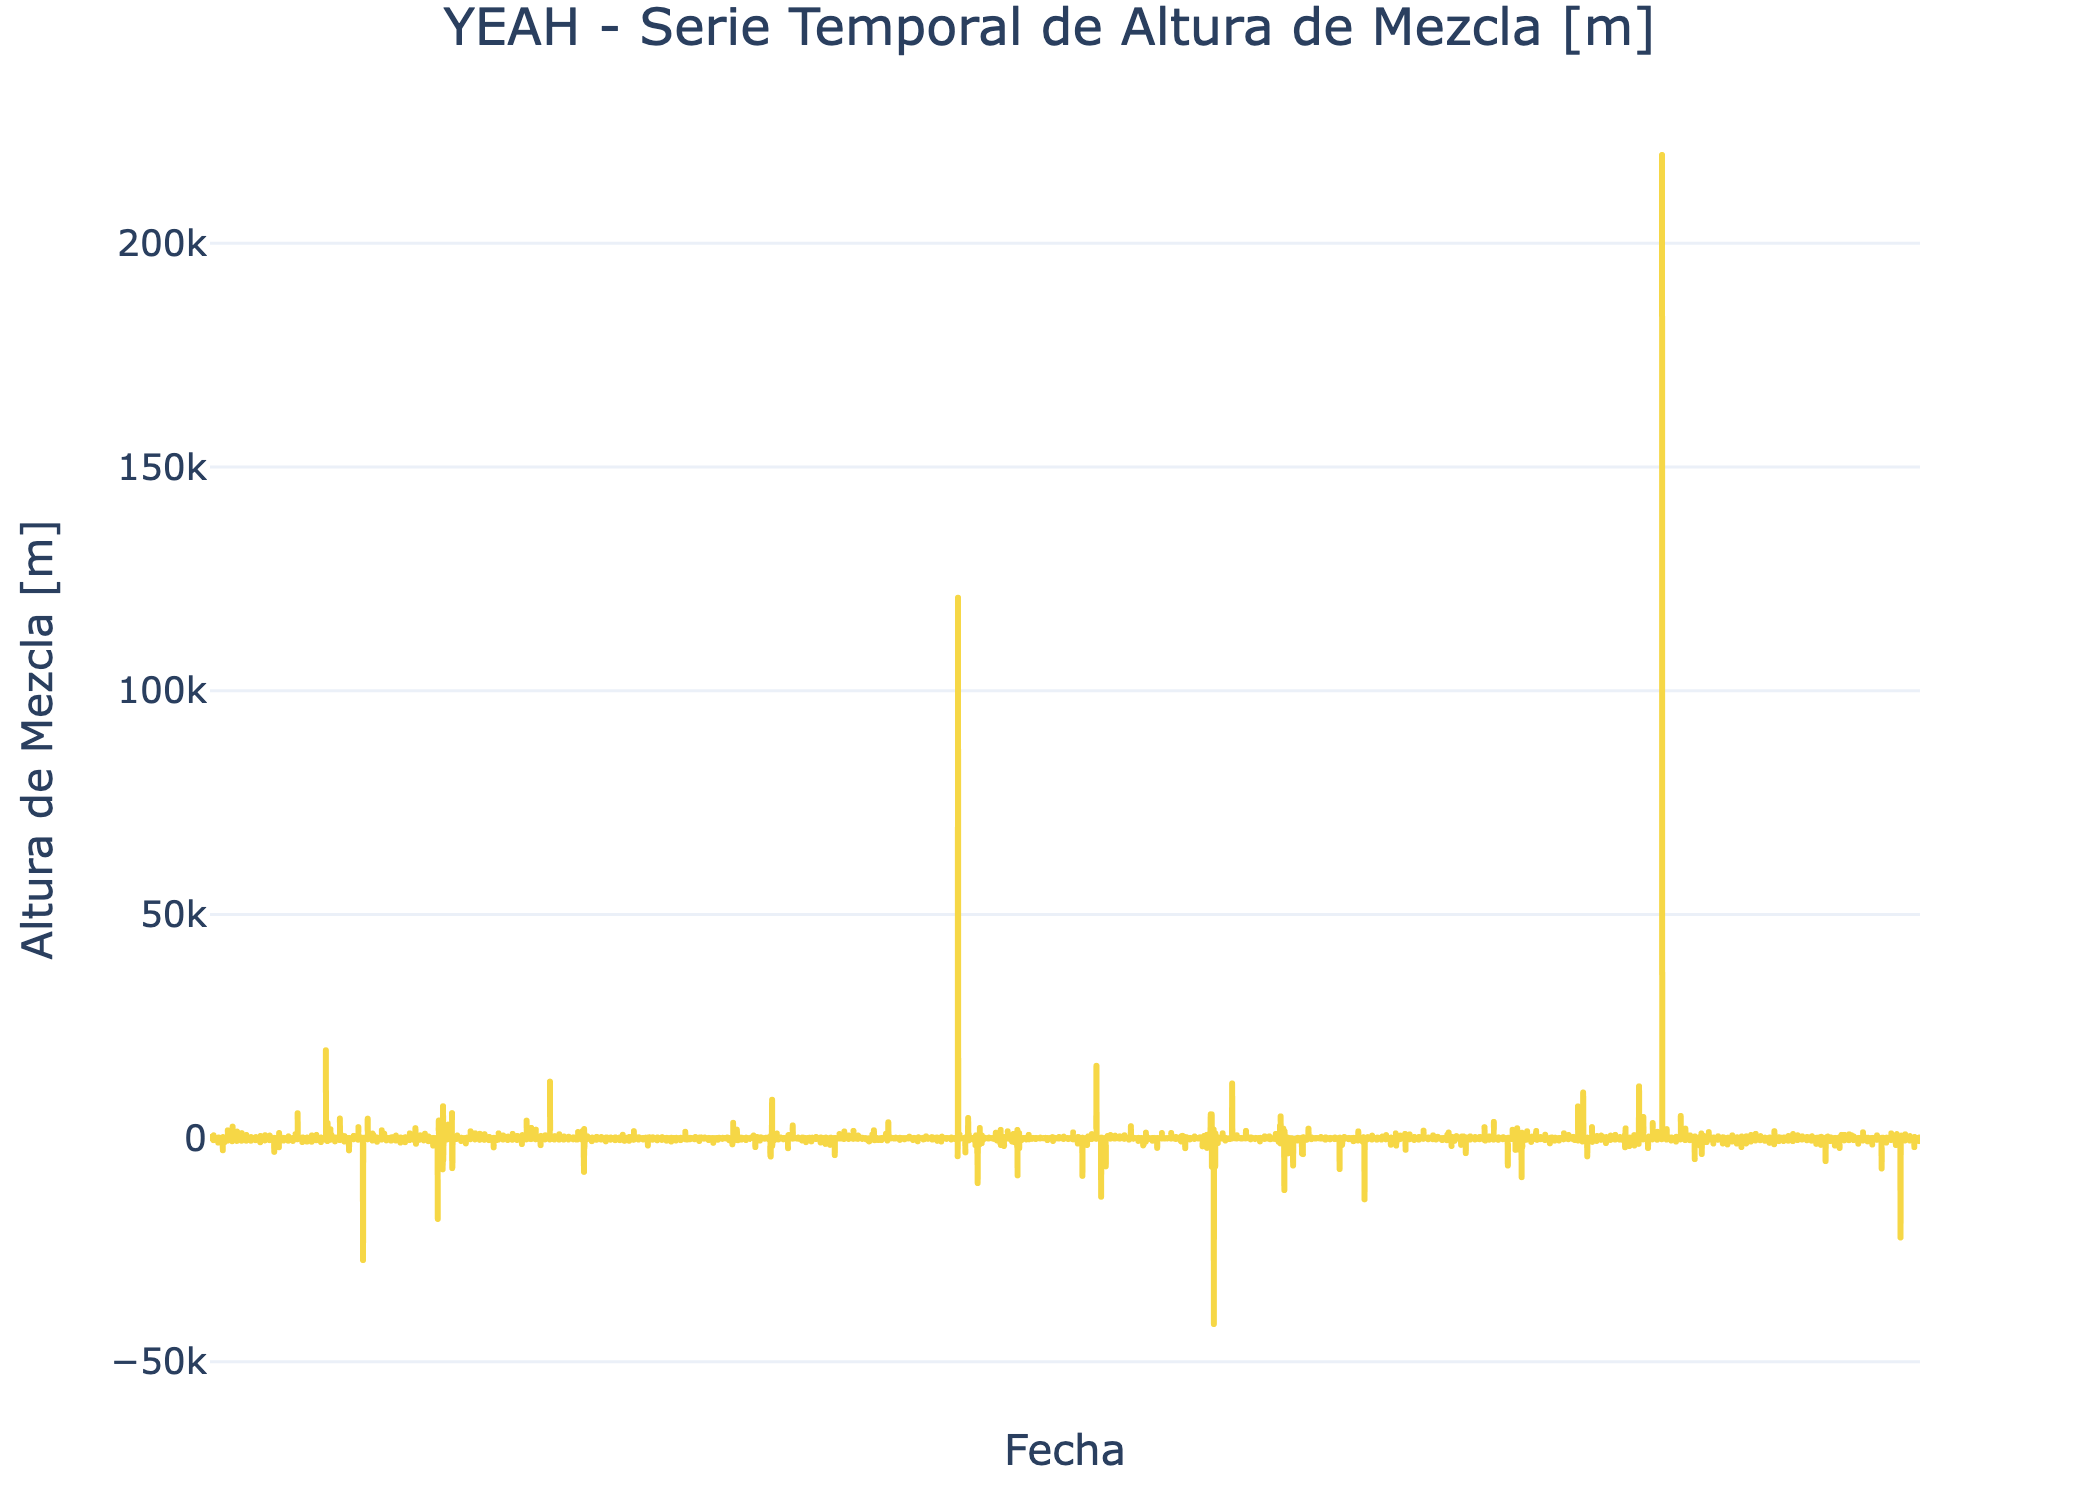 YEAH - Serie Temporal de Altura de Mezcla [m]
200k
150k
100k
50k
0
−50k
Altura de Mezcla [m]
Fecha